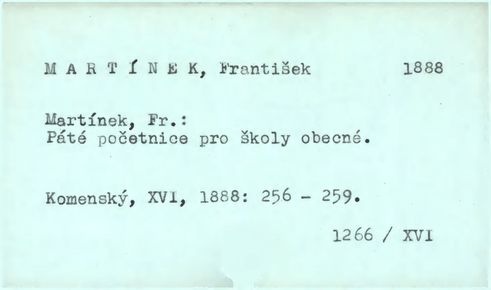 M A R T Í N E K, František 1888
Martínek, Fr.:
Páté početnice pro školy obecné.
Komenský, XVI, 1888: 256 - 259.
1266 / XVI